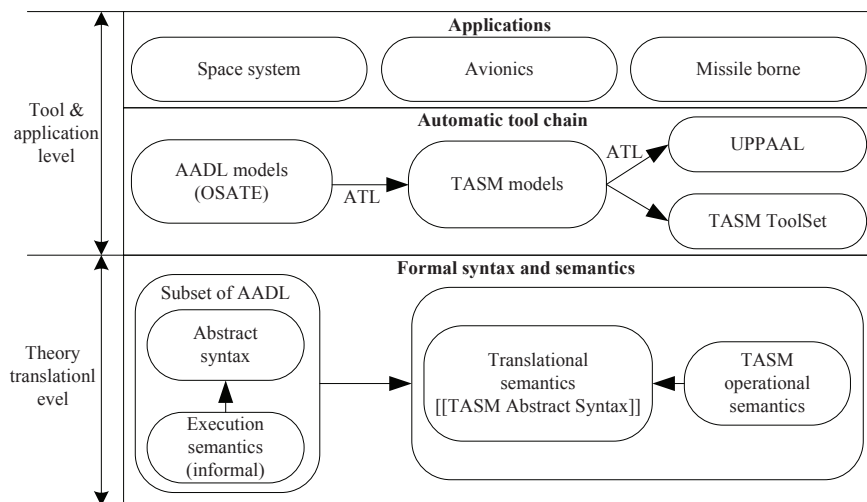 Applications
Space system
Avionics
Missile borne
Tool &
application
level
Automatic tool chain
AADL models
(OSATE)
ATL
TASM models
ATL
UPPAAL
TASM ToolSet
Formal syntax and semantics
Theory
translationl
evel
Subset of AADL
Abstract
syntax
Execution
semantics
(informal)
Translational
semantics
[[TASM Abstract Syntax]]
TASM
operational
semantics